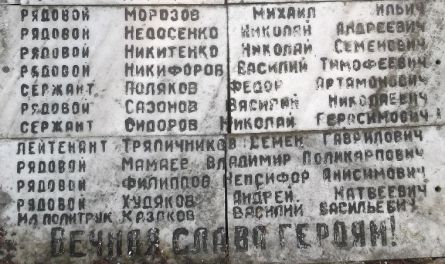 РЯДОВОЙ МОРОЗОВ МИХАИЛ ИЛЬИЧ
РЯДОВОЙ НЕДОСЕНКО НИКОЛАЙ АНДРЕЕВИЧ
РЯДОВОЙ НИКИТЕНКО НИКОЛАЙ СЕМЕНОВИЧ
РЯДОВОЙ НИКИФОРОВ ВАСИЛИЙ ТИМОФЕЕВИЧ
СЕРЖАНТ ПОЛЯКОВ ФЕДОР АРТАМОНОВИЧ
РЯДОВОЙ САЗОНОВ ВАСИЛИЙ НИКОЛАЕВИЧ
СЕРЖАНТ СИДОРОВ НИКОЛАЙ ГЕРАСИМОВИЧ
ЛЕЙТЕНАНТ ТРЯПИЧНИКОВ СЕМЕН ГАВРИЛОВИЧ
РЯДОВОЙ МАМАЕВ ВЛАДИМИР ПОЛИКАРПОВИЧ
РЯДОВОЙ ФИЛИППОВ АНИСИМОВИЧ
РЯДОВОЙ ХУДЯКОВ АНДРЕЙ МАТВЕЕВИЧ
МЛ ПОЛИТРУК КАЗАКОВ ВАСИЛИЙ ВАСИЛЬЕВИЧ
ВЕЧНАЯ СЛАВА ГЕРОЯМ!